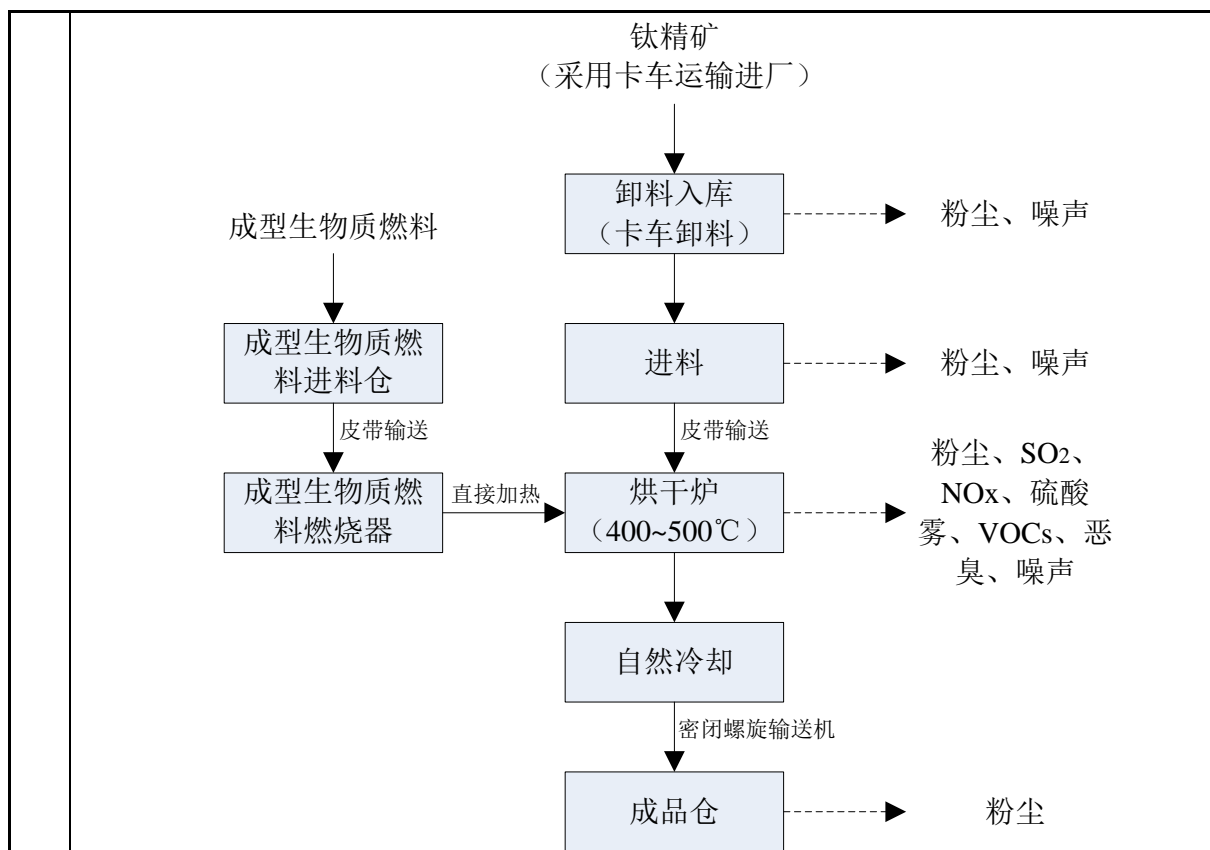 钛精矿
（采用卡车运输进厂）
卸料入库
（卡车卸料）
粉尘、噪声
成型生物质燃料
成型生物质燃
料进料仓
进料
粉尘、噪声
皮带输送
皮带输送
成型生物质燃
料燃烧器
直接加热
烘干炉
（400~500℃）
粉尘、SO2、
NOx、硫酸
雾、VOCs、恶
臭、噪声
自然冷却
密闭螺旋输送机
成品仓
粉尘